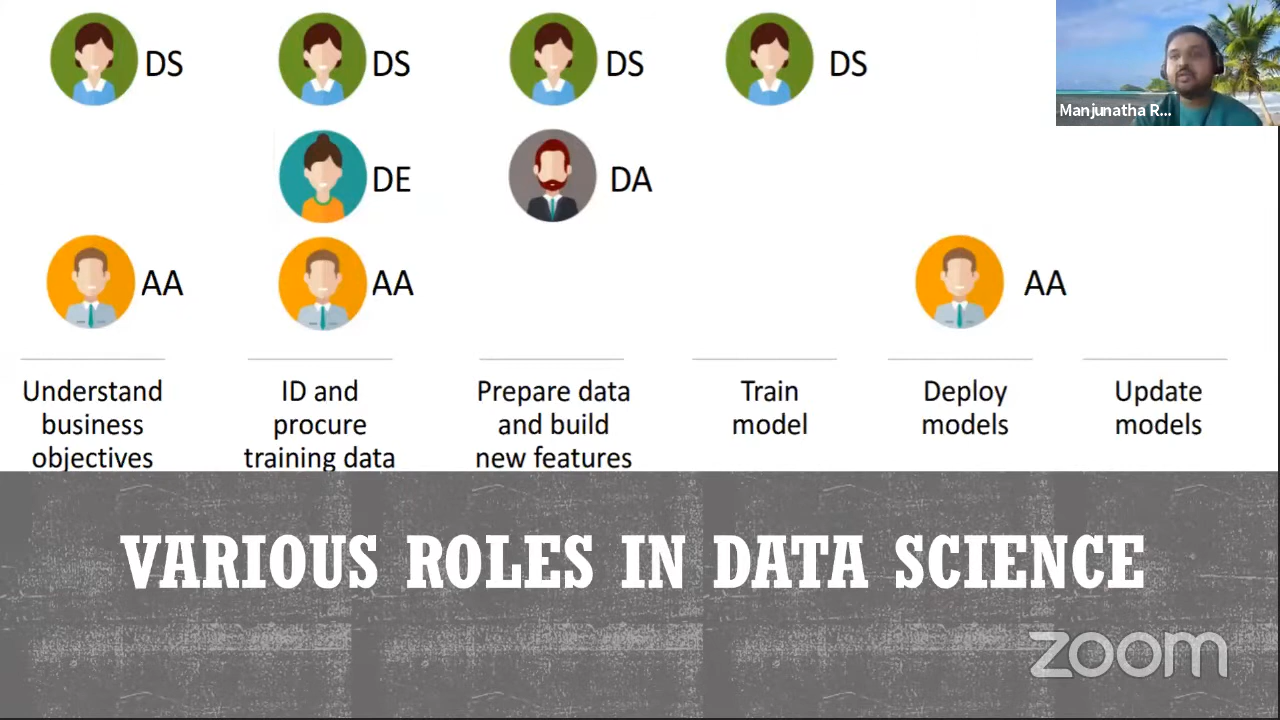 DS
DS
DS
DS
Manjunatha R...
DE
DA
AA
AA
AA
Understand
business
objectives
ID and
procure
training data
Prepare data
and build
new features
Train
model
Deploy
models
Update
models
VARIOUS ROLES IN DATA SCIENCE
zoom